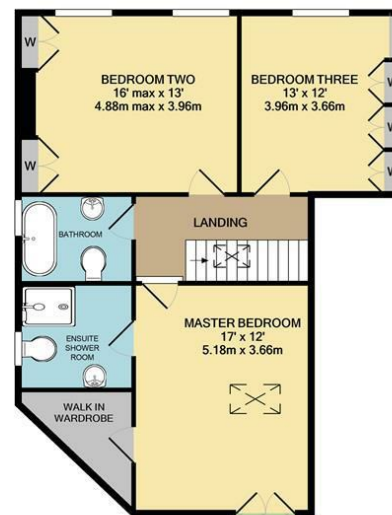 W
BEDROOM TWO
16' max x 13'
4.88m max x 3.96m
W
BEDROOM THREE
13' x 12'
3.96m x 3.66m
W
W
W
W
BATHROOM
LANDING
ENSUITE
SHOWER
ROOM
MASTER BEDROOM
17' x 12'
5.18m x 3.66m
WALK IN
WARDROBE